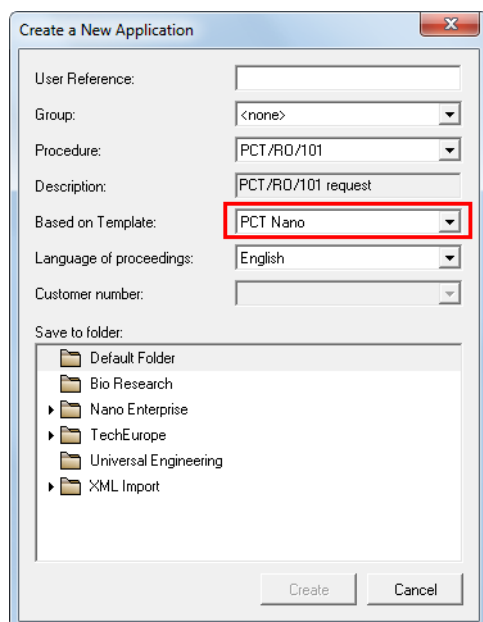 Create a New Application
User Reference:
Group: <none>
Procedure: PCT/RO/101
Description: PCT/RO/101 request
Based on Template: PCT Nano
Language of proceedings: English
Customer number:
Save to folder:
Default Folder
Bio Research
Nano Enterprise
TechEurope
Universal Engineering
XML Import
Create Cancel